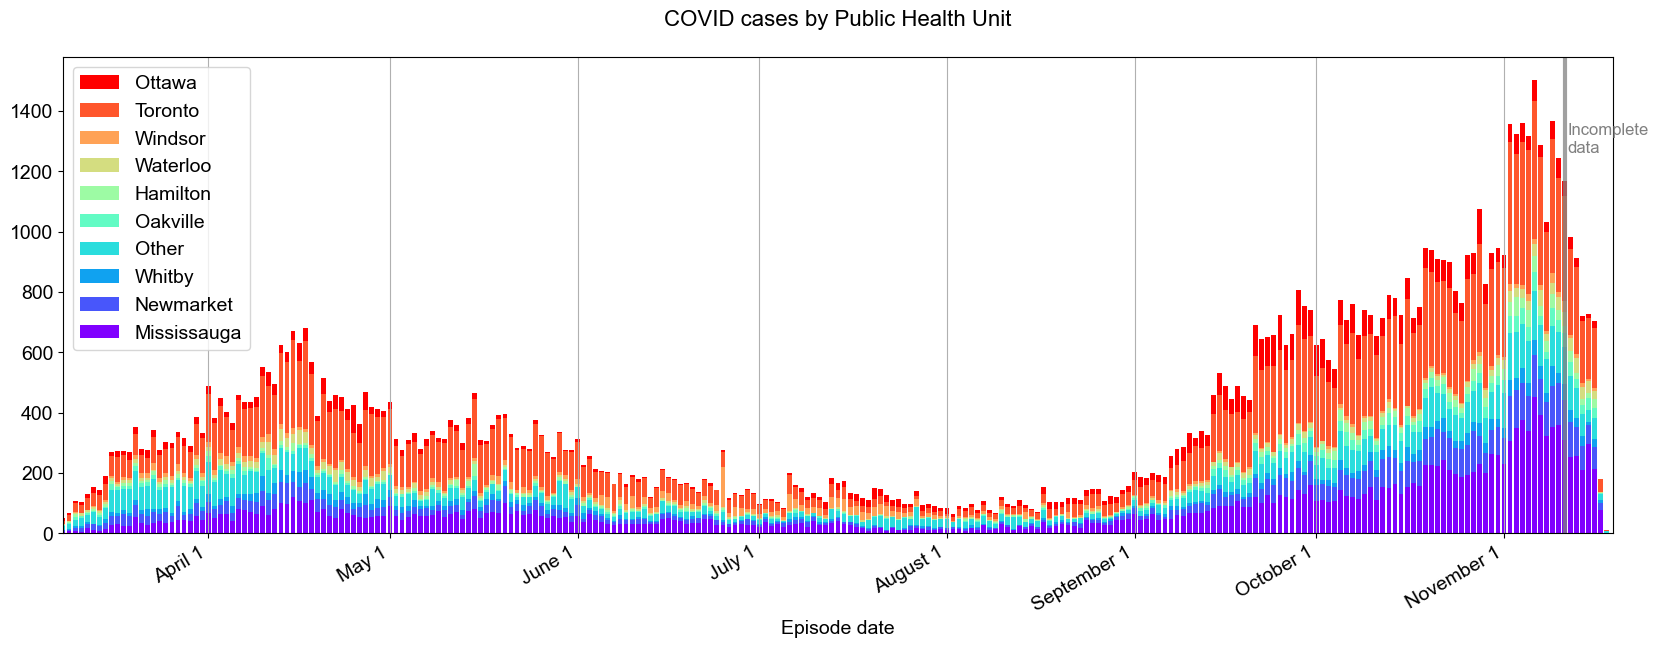 COVID cases by Public Health Unit
Ottawa
Toronto
Windsor
Waterloo
Hamilton
Oakville
Other
Whitby
Newmarket
Mississauga
1400
1200
1000
800
600
400
200
0
Incomplete
data
April 1
May 1
June 1
July 1
August 1
September 1
October 1
November 1
Episode date